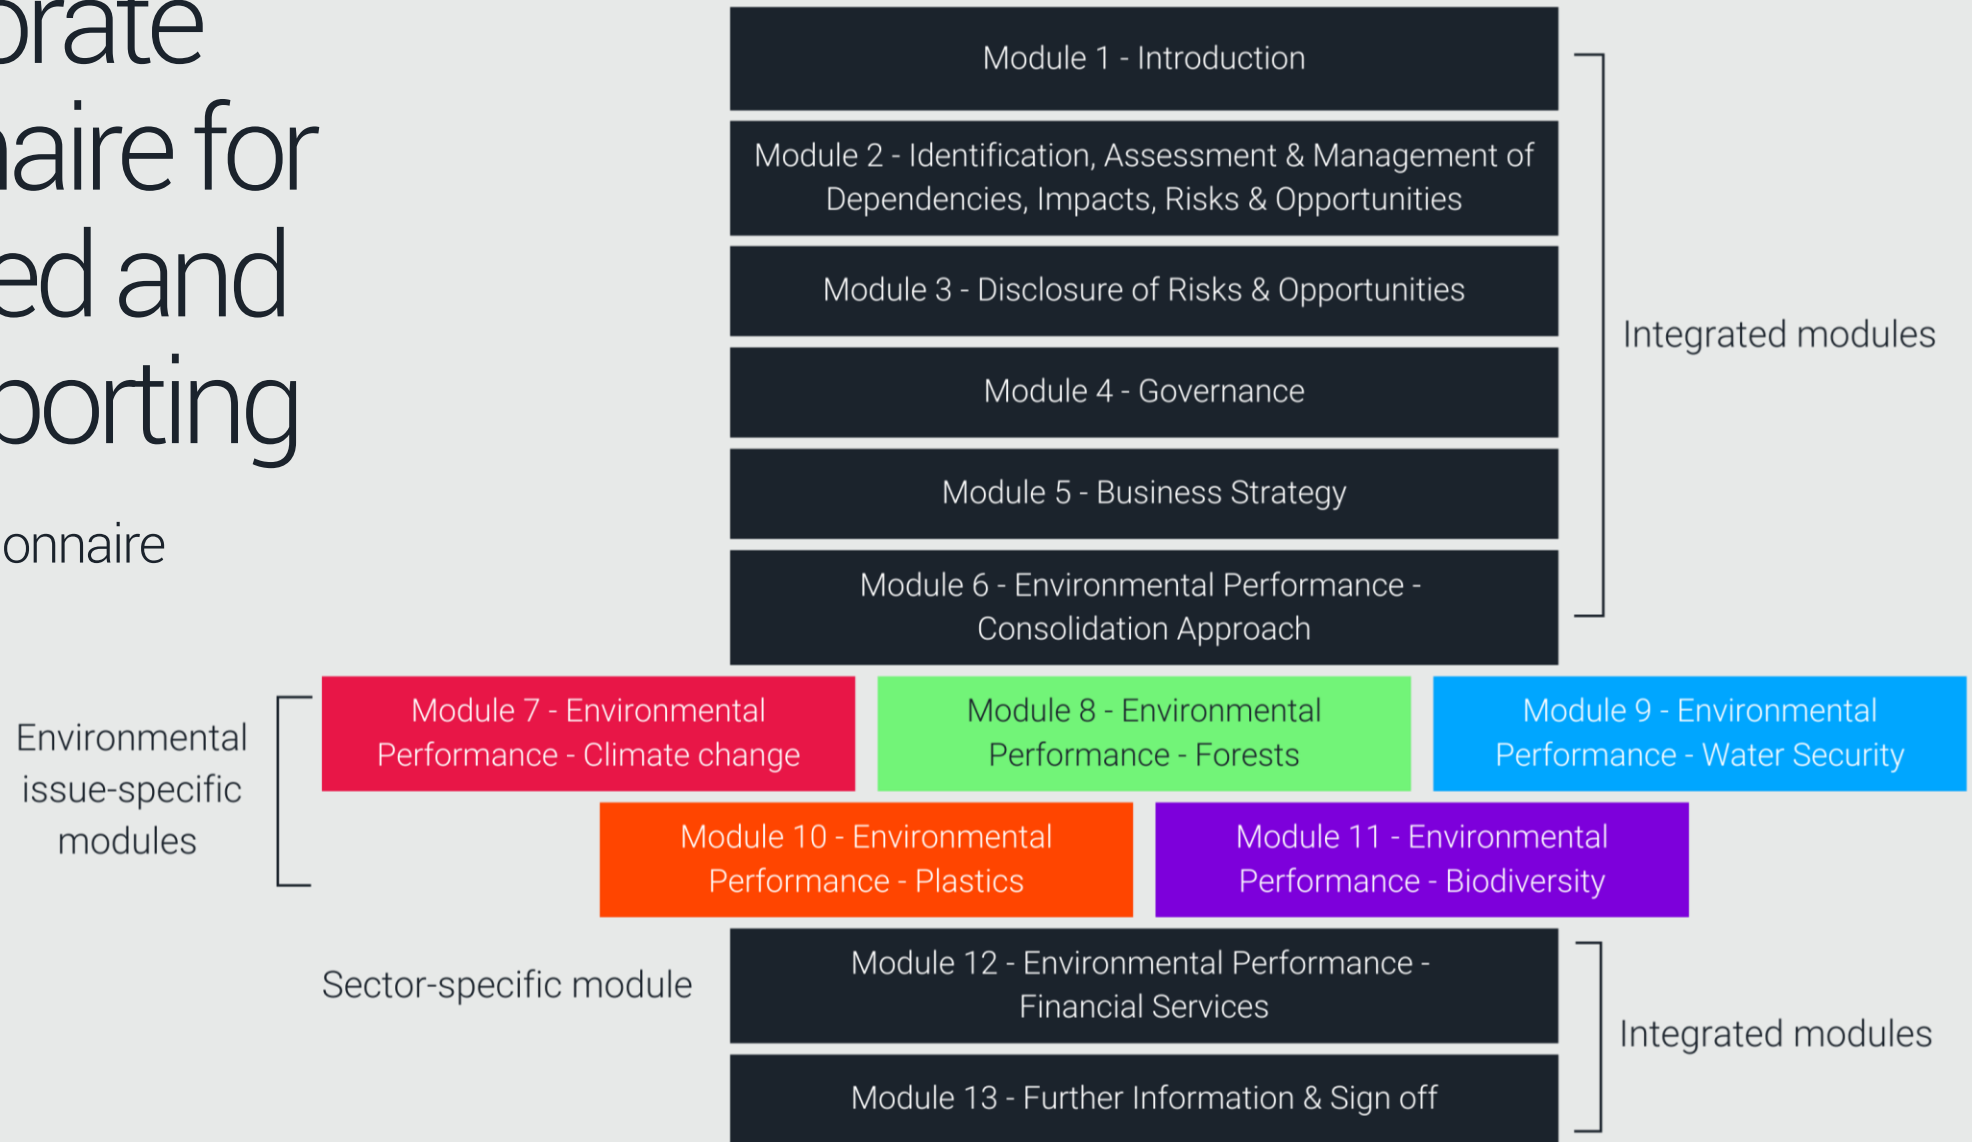 orate
naire for
ed and
porting
onnaire
Module 1 - Introduction
Module 2 - Identification, Assessment & Management of
Dependencies, Impacts, Risks & Opportunities
Module 3 - Disclosure of Risks & Opportunities
Module 4 - Governance
Module 5 - Business Strategy
Module 6 - Environmental Performance -
Consolidation Approach
Integrated modules
Environmental
issue-specific
modules
Module 7 - Environmental
Performance - Climate change
Module 8 - Environmental
Performance - Forests
Module 9 - Environmental
Performance - Water Security
Module 10 - Environmental
Performance - Plastics
Module 11 - Environmental
Performance - Biodiversity
Sector-specific module
Module 12 - Environmental Performance -
Financial Services
Module 13 - Further Information & Sign off
Integrated modules